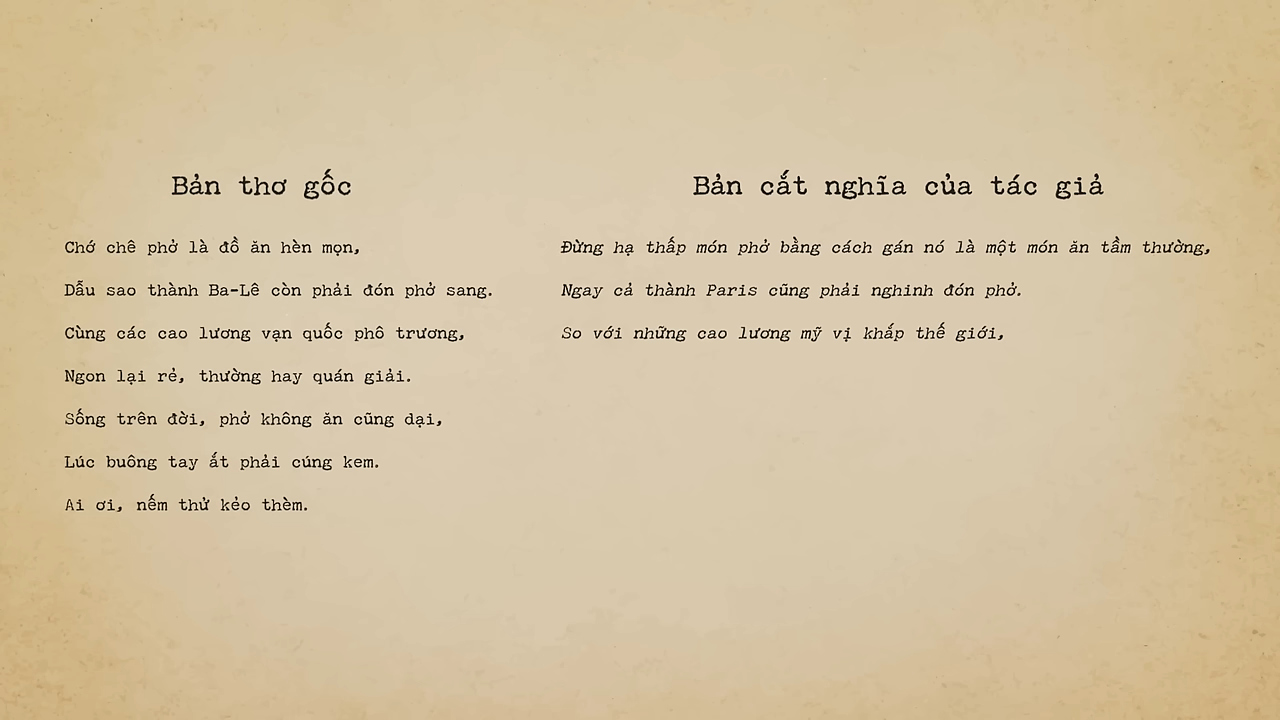 Bản thơ gốc
Chớ chê phở là đồ ăn hèn mọn,
Dẫu sao thành Ba-Lê còn phải đón phở sang.
Cùng các cao lương vạn quốc phô trương,
Ngon lại rẻ, thường hay quán giải.
Sống trên đời, phở không ăn cũng dại,
Lúc buông tay ắt phải cúng kem.
Ai ơi, nếm thử kẻo thèm.
Bản cắt nghĩa của tác giả
Đừng hạ thấp món phở bằng cách gán nó là một món ăn tầm thường,
Ngay cả thành Paris cũng phải nghinh đón phở.
So với những cao lương mỹ vị khắp thế giới,